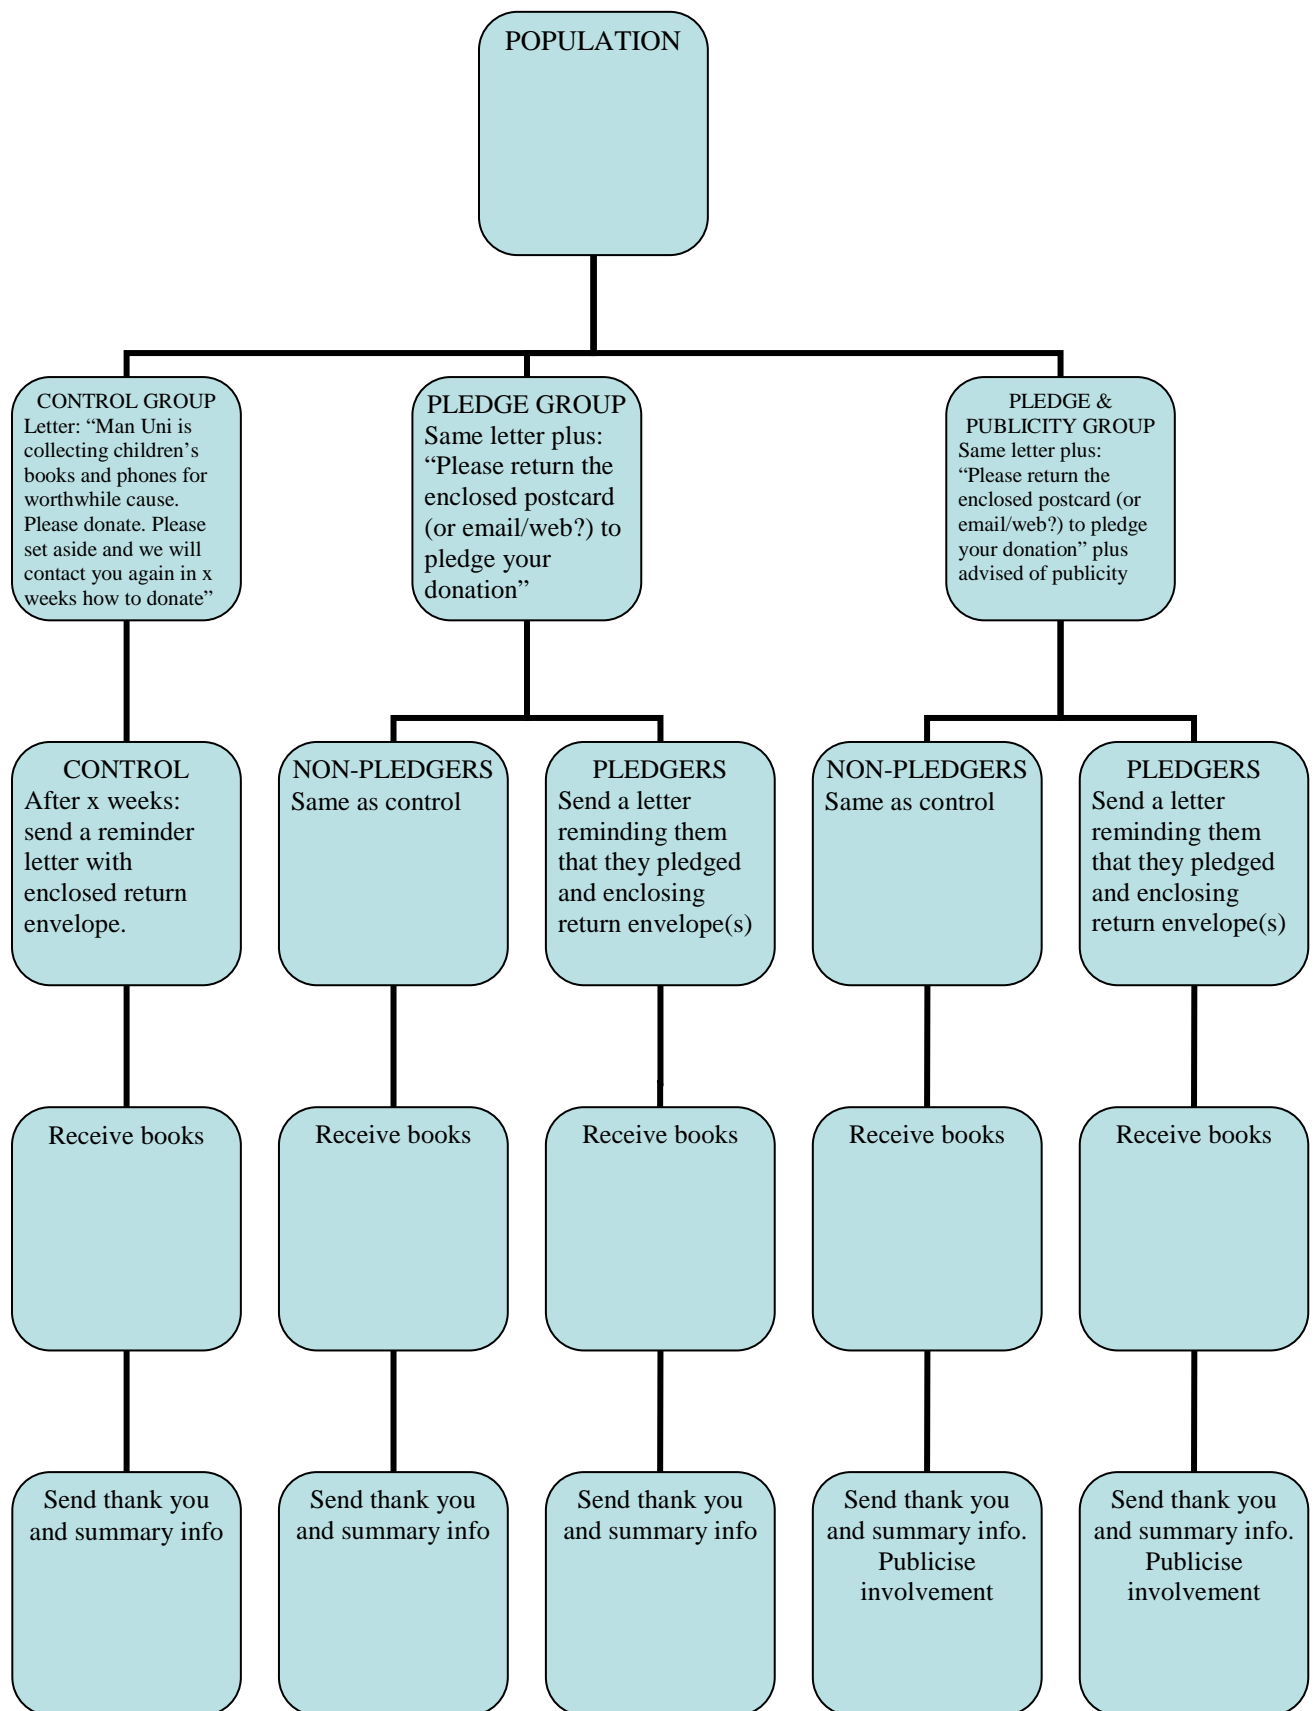 POPULATION
CONTROL GROUP
Letter: “Man Uni is
collecting children’s
books and phones for
worthwhile cause.
Please donate. Please
set aside and we will
contact you again in x
weeks how to donate”
PLEDGE GROUP
Same letter plus:
“Please return the
enclosed postcard
(or email/web?) to
pledge your
donation”
PLEDGE &
PUBLICITY GROUP
Same letter plus:
“Please return the
enclosed postcard (or
email/web?) to pledge
your donation” plus
advised of publicity
CONTROL
After x weeks:
send a reminder
letter with
enclosed return
envelope.
NON-PLEDGERS
Same as control
PLEDGERS
Send a letter
reminding them
that they pledged
and enclosing
return envelope(s)
NON-PLEDGERS
Same as control
PLEDGERS
Send a letter
reminding them
that they pledged
and enclosing
return envelope(s)
Receive books
Receive books
Receive books
Receive books
Receive books
Send thank you
and summary info
Send thank you
and summary info
Send thank you
and summary info
Send thank you
and summary info.
Publicise
involvement
Send thank you
and summary info.
Publicise
involvement